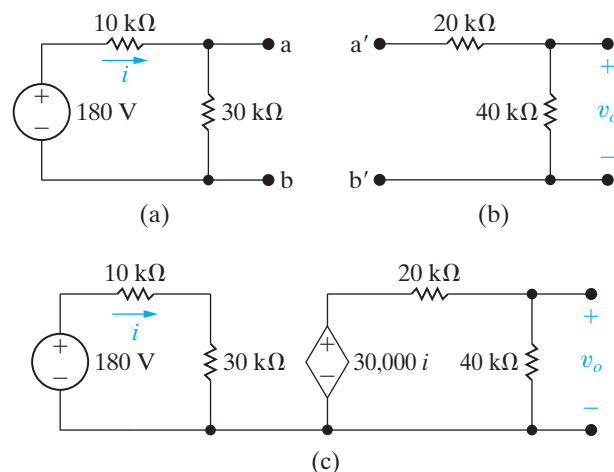 10 kΩ
i
+
−
180 V
30 kΩ
a
b
(a)
a′
20 kΩ
40 kΩ
+
v_o
−
b′
(b)
10 kΩ
i
+
−
180 V
30 kΩ
20 kΩ
+
−
30,000 i
40 kΩ
+
v_o
−
(c)